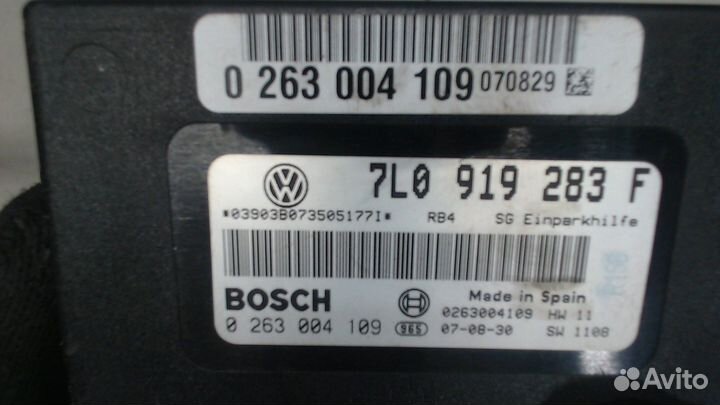 0 263 004 109 070829
7L0 919 283 F
*03903B073505177I* RB4 SG Einparkhilfe
BOSCH Made in Spain
0263004109 HW 11
0 263 004 109 965 07-08-30 SW 1108
Avito